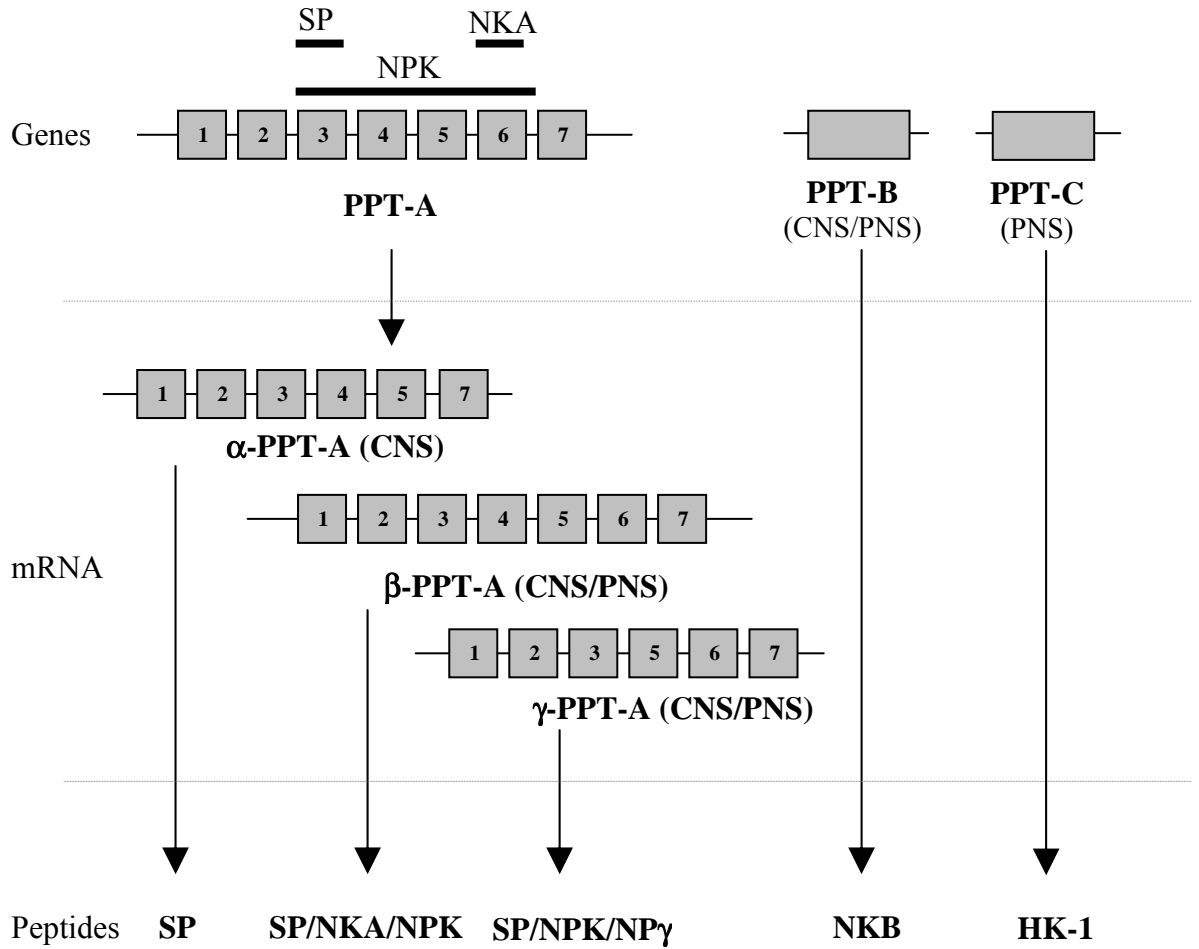 SP NKA
NPK
Genes 1 2 3 4 5 6 7
PPT-A
PPT-B
(CNS/PNS)
PPT-C
(PNS)
1 2 3 4 5 7
α-PPT-A (CNS)
1 2 3 4 5 6 7
mRNA
β-PPT-A (CNS/PNS)
1 2 3 5 6 7
γ-PPT-A (CNS/PNS)
Peptides SP SP/NKA/NPK SP/NPK/NPγ NKB HK-1